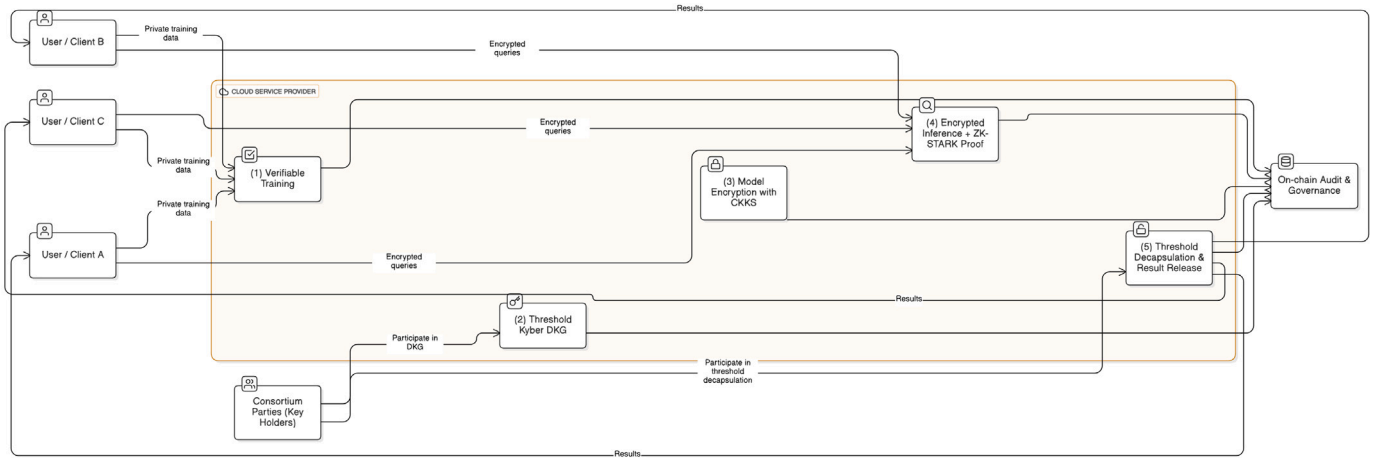 Results
User / Client B
Private training
data
Encrypted
queries
CLOUD SERVICE PROVIDER
User / Client C
Encrypted
queries
(4) Encrypted
Inference + ZK-
STARK Proof
Private training
data
(1) Verifiable
Training
(3) Model
Encryption with
CKKS
On-chain Audit &
Governance
Private training
data
User / Client A
Encrypted
queries
(5) Threshold
Decapsulation &
Result Release
Results
(2) Threshold
Kyber DKG
Participate in
DKG
Participate in
threshold
decapsulation
Consortium
Parties (Key
Holders)
Results